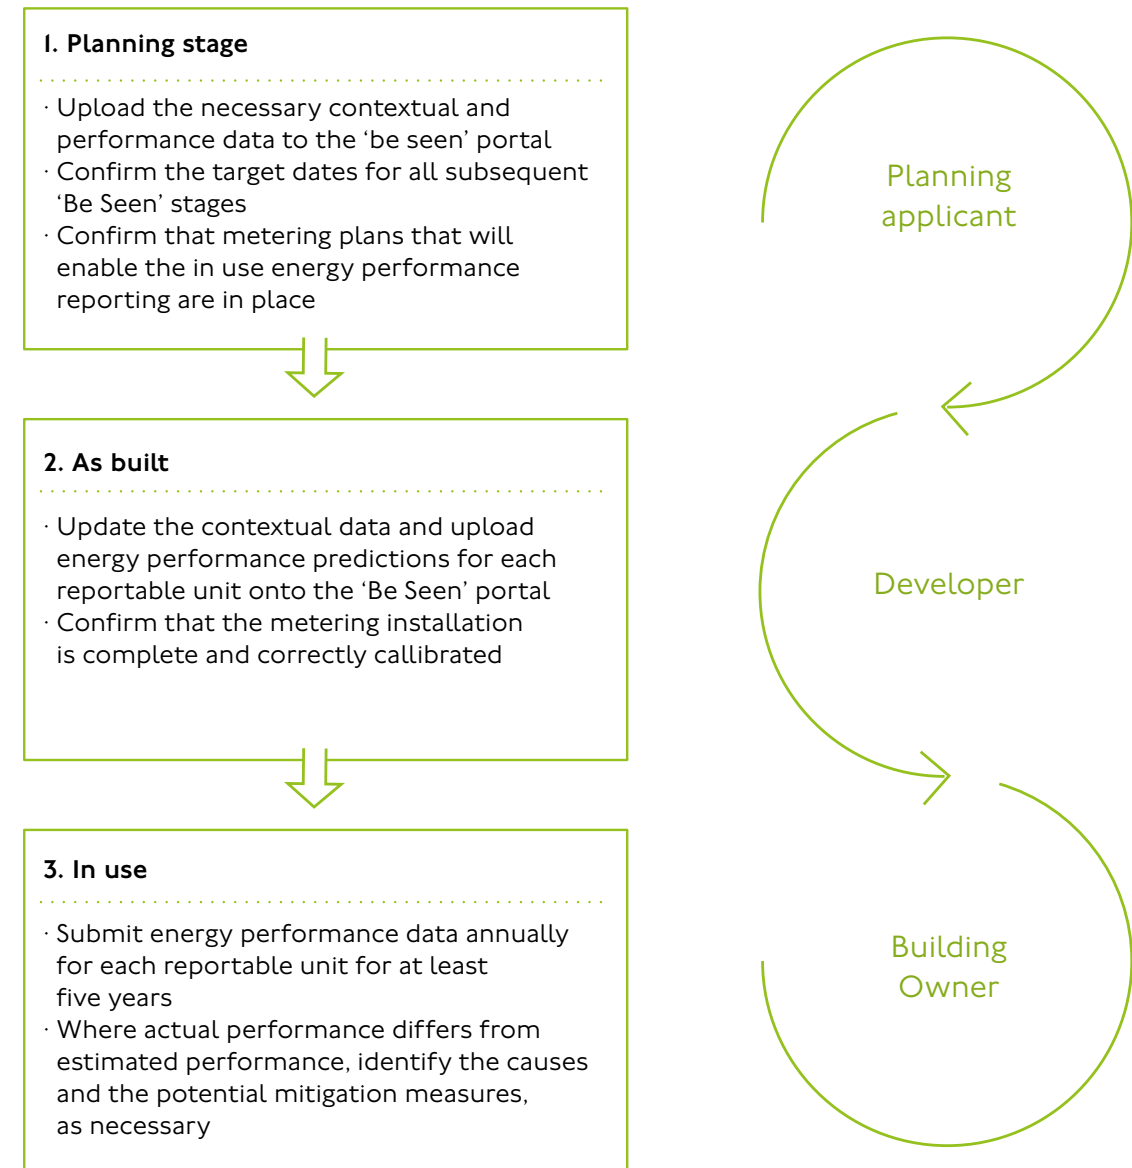 1. Planning stage
· Upload the necessary contextual and
performance data to the ‘be seen’ portal
· Confirm the target dates for all subsequent
‘Be Seen’ stages
· Confirm that metering plans that will
enable the in use energy performance
reporting are in place
Planning
applicant
2. As built
· Update the contextual data and upload
energy performance predictions for each
reportable unit onto the ‘Be Seen’ portal
· Confirm that the metering installation
is complete and correctly callibrated
Developer
3. In use
· Submit energy performance data annually
for each reportable unit for at least
five years
· Where actual performance differs from
estimated performance, identify the causes
and the potential mitigation measures,
as necessary
Building
Owner